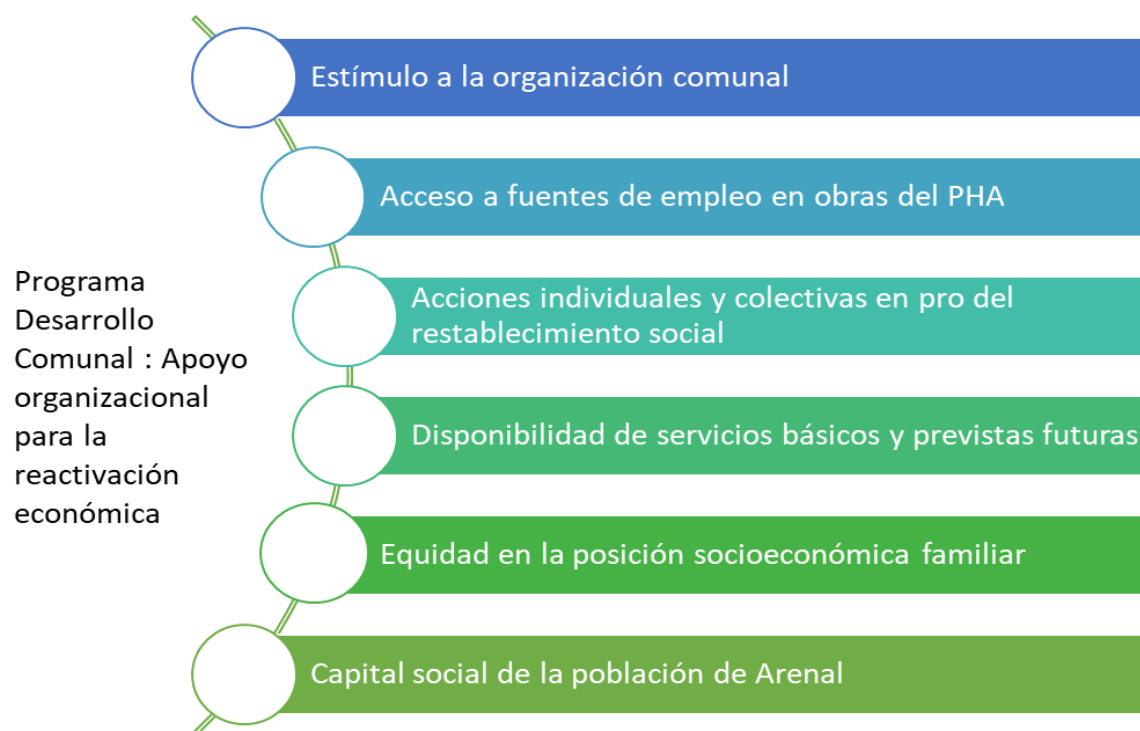 Estímulo a la organización comunal
Acceso a fuentes de empleo en obras del PHA
Programa
Desarrollo
Comunal : Apoyo
organizacional
para la
reactivación
económica
Acciones individuales y colectivas en pro del
restablecimiento social
Disponibilidad de servicios básicos y previstas futuras
Equidad en la posición socioeconómica familiar
Capital social de la población de Arenal